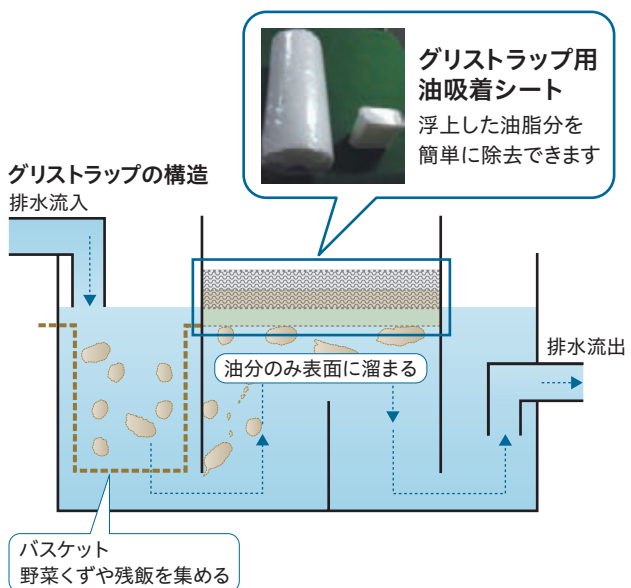 グリストラップ用
油吸着シート
浮上した油脂分を
簡単に除去できます
グリストラップの構造
排水流入
油分のみ表面に溜まる
排水流出
バスケット
野菜くずや残飯を集める